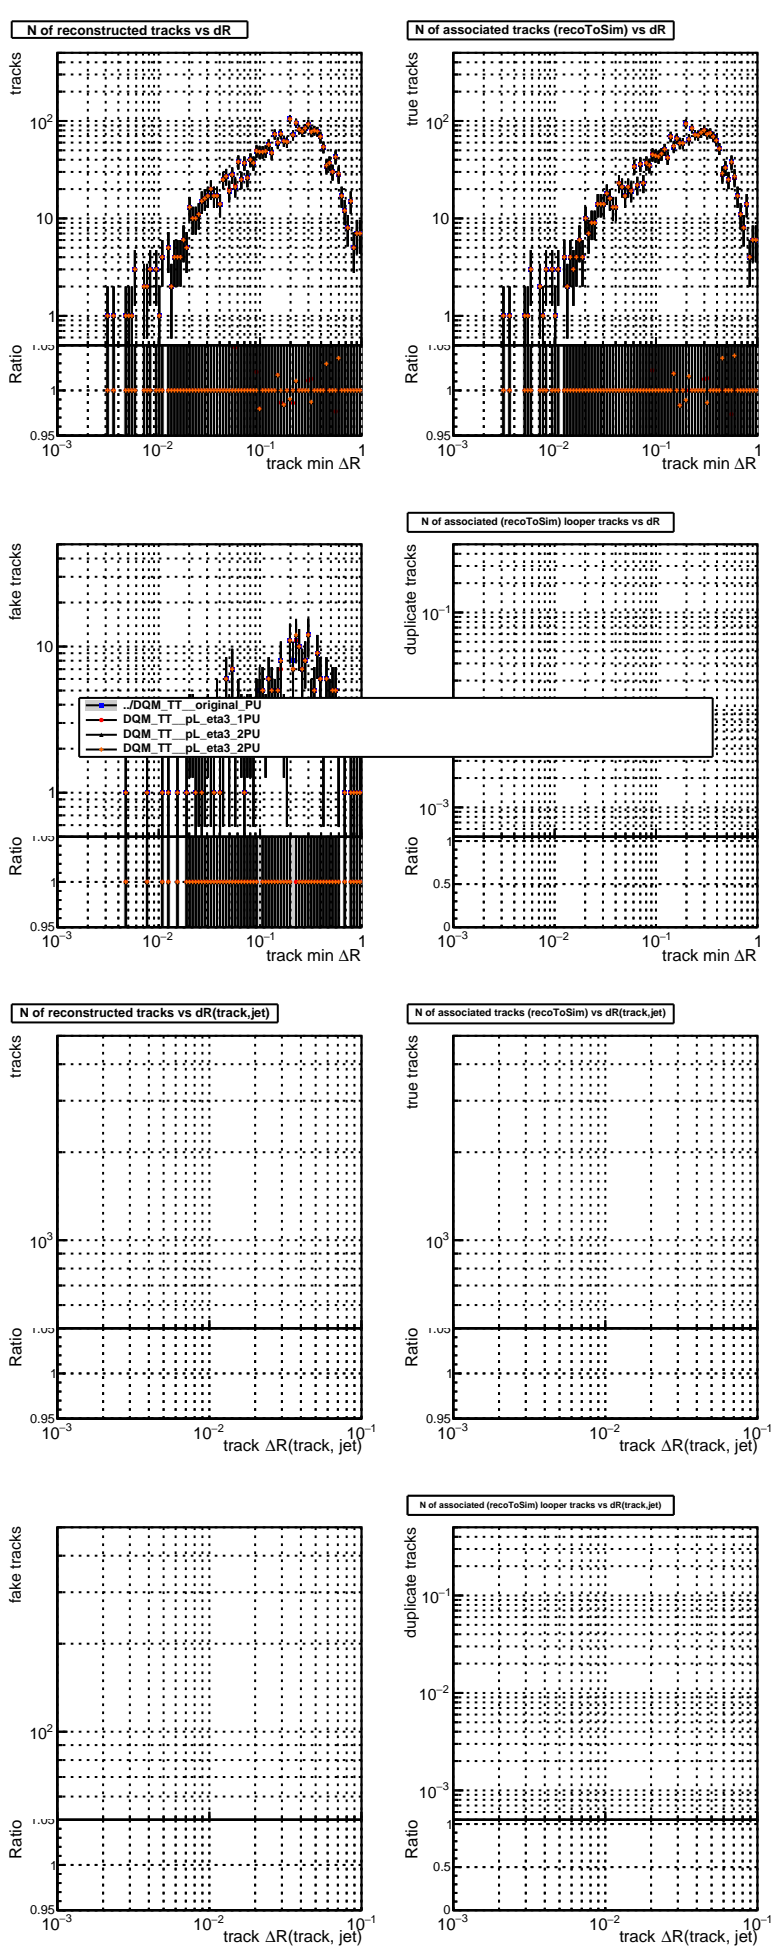 N of reconstructed tracks vs dR
N of associated tracks (recoToSim) vs dR
tracks
10²
10
1
1.05
Ratio
1
0.95
10⁻³
10⁻²
10⁻¹
1
track min ΔR
true tracks
10²
10
1
1.05
Ratio
1
0.95
10⁻³
10⁻²
10⁻¹
1
track min ΔR
N of associated (recoToSim) looper tracks vs dR
fake tracks
10
1
1.05
Ratio
1
0.95
10⁻³
10⁻²
10⁻¹
1
track min ΔR
duplicate tracks
10⁻¹
10⁻³
Ratio
1
0.5
0
10⁻³
10⁻²
10⁻¹
1
track min ΔR
../DQM_TT__original_PU
DQM_TT__pL_eta3_1PU
DQM_TT__pL_eta3_2PU
DQM_TT__pL_eta3_2PU
N of reconstructed tracks vs dR(track,jet)
N of associated tracks (recoToSim) vs dR(track,jet)
tracks
10³
1.05
Ratio
1
0.95
10⁻³
10⁻²
10⁻¹
track ΔR(track, jet)
true tracks
10³
1.05
Ratio
1
0.95
10⁻³
10⁻²
10⁻¹
track ΔR(track, jet)
N of associated (recoToSim) looper tracks vs dR(track,jet)
fake tracks
10²
1.05
Ratio
1
0.95
10⁻³
10⁻²
10⁻¹
track ΔR(track, jet)
duplicate tracks
10⁻¹
10⁻²
10⁻³
Ratio
1
0.5
0
10⁻³
10⁻²
10⁻¹
track ΔR(track, jet)